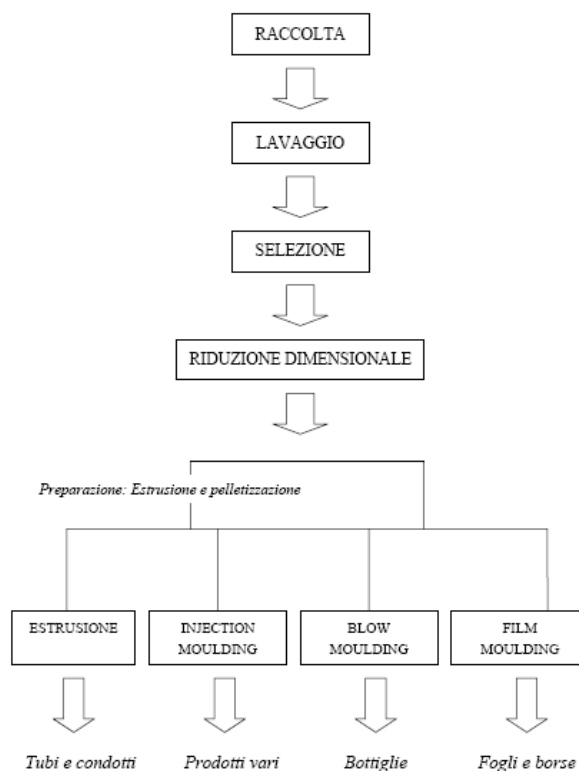 RACCOLTA
LAVAGGIO
SELEZIONE
RIDUZIONE DIMENSIONALE
Preparazione: Estrusione e pelletizzazione
ESTRUSIONE
INJECTION
MOULDING
BLOW
MOULDING
FILM
MOULDING
Tubi e condotti
Prodotti vari
Bottiglie
Fogli e borse